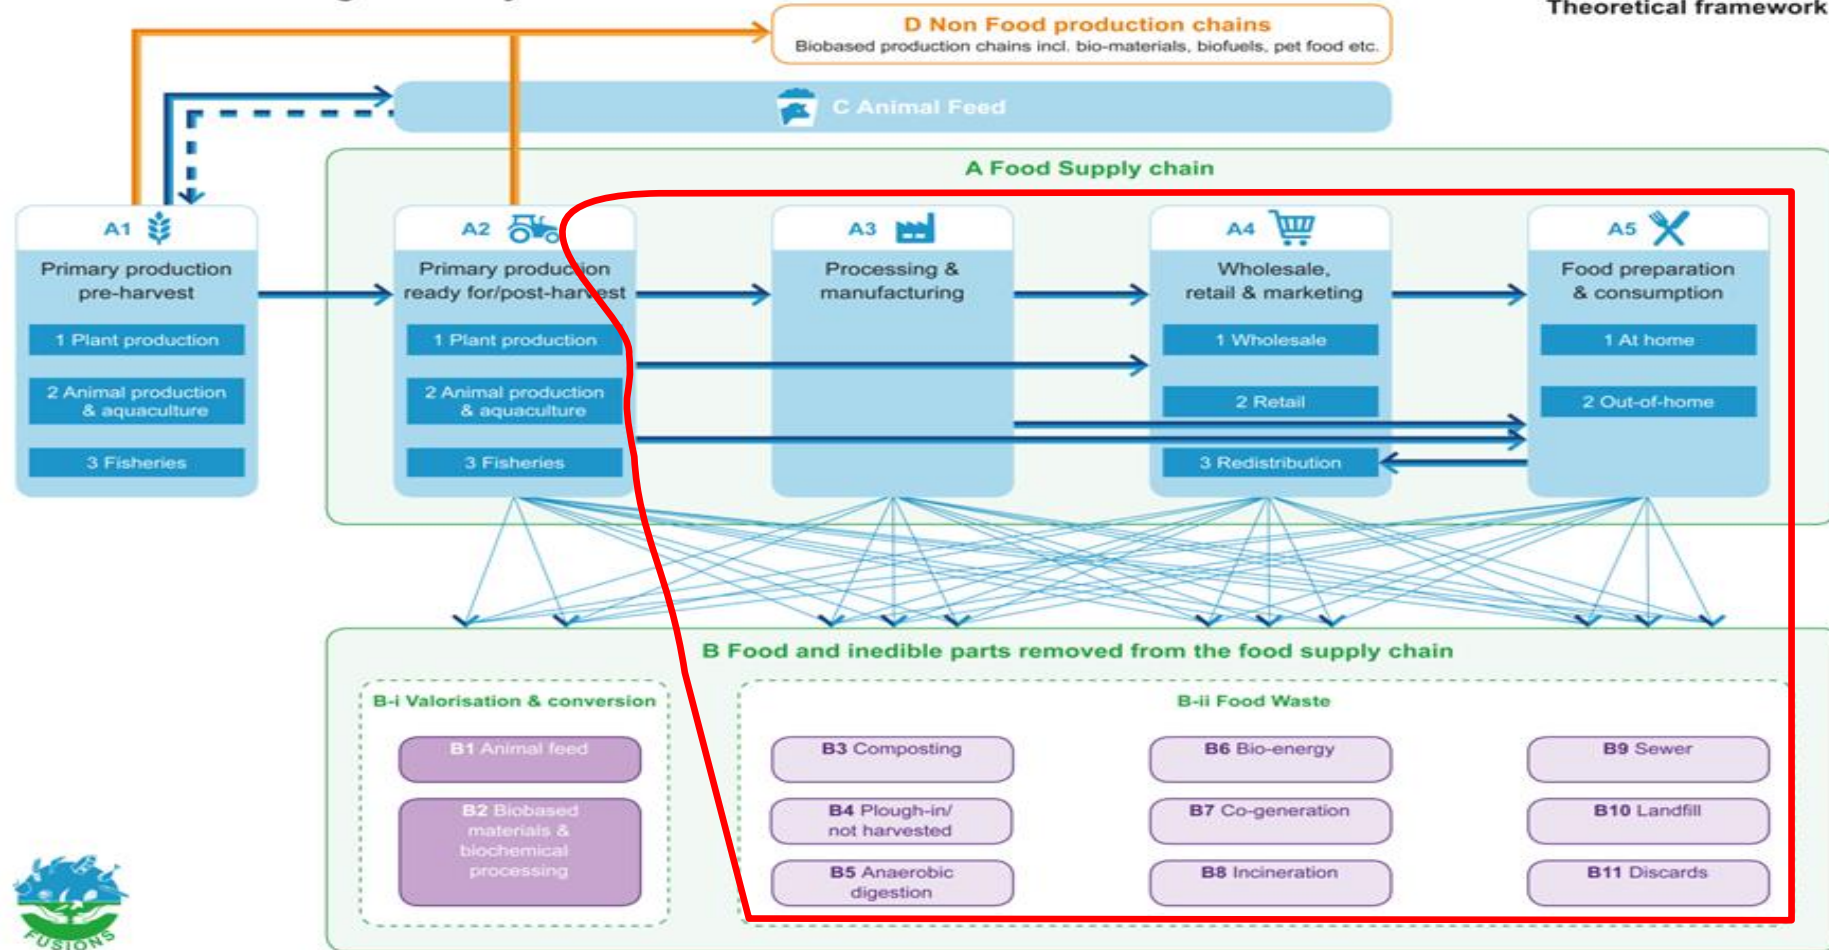 Theoretical framework
D Non Food production chains
Biobased production chains incl. bio-materials, biofuels, pet food etc.
C Animal Feed
A Food Supply chain
A1
Primary production
pre-harvest
1 Plant production
2 Animal production
& aquaculture
3 Fisheries
A2
Primary production
ready for/post-harvest
1 Plant production
2 Animal production
& aquaculture
3 Fisheries
A3
Processing &
manufacturing
A4
Wholesale,
retail & marketing
1 Wholesale
2 Retail
3 Redistribution
A5
Food preparation
& consumption
1 At home
2 Out-of-home
B Food and inedible parts removed from the food supply chain
B-i Valorisation & conversion
B1 Animal feed
B2 Biobased
materials &
biochemical
processing
B-ii Food Waste
B3 Composting
B4 Plough-in/
not harvested
B5 Anaerobic
digestion
B6 Bio-energy
B7 Co-generation
B8 Incineration
B9 Sewer
B10 Landfill
B11 Discards
FUSIONS